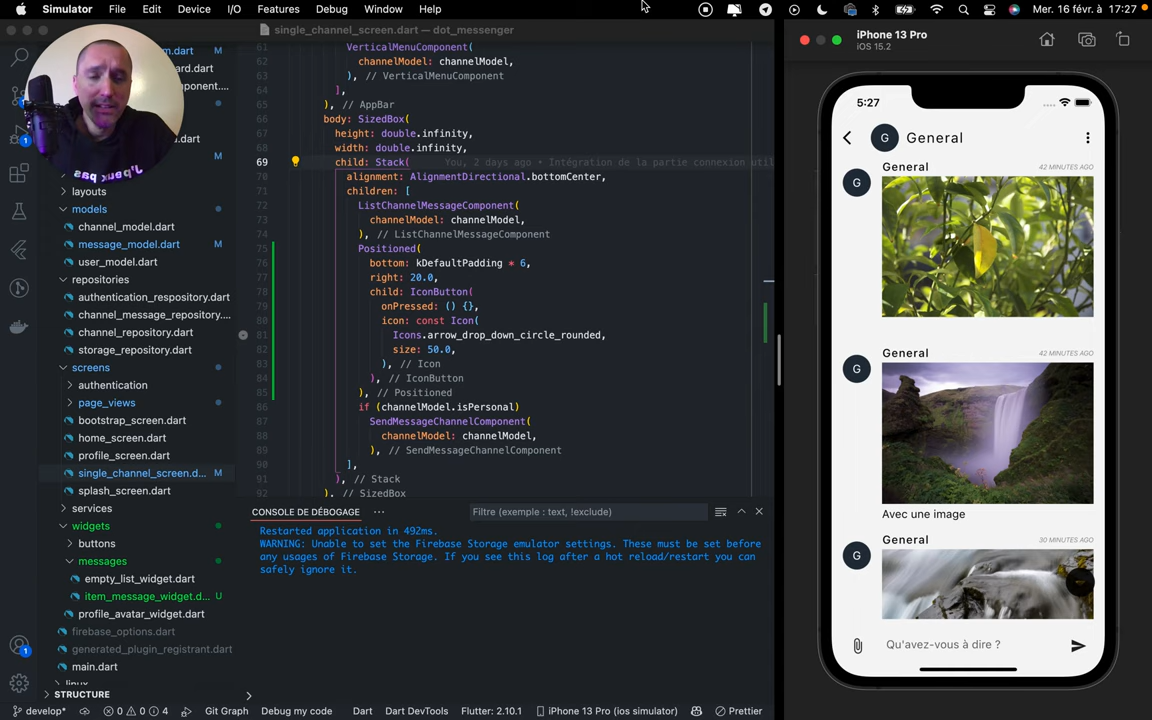 Simulator File Edit Device I/O Features Debug Window Help
Mer. 16 févr. à 17:27
single_channel_screen.dart — dot_messenger
layouts
models
channel_model.dart
message_model.dart M
user_model.dart
repositories
authentication_respository.dart
channel_message_repository....
channel_repository.dart
storage_repository.dart
screens
authentication
page_views
bootstrap_screen.dart
home_screen.dart
profile_screen.dart
single_channel_screen.d... M
splash_screen.dart
services
widgets
buttons
messages
empty_list_widget.dart
item_message_widget.d... U
profile_avatar_widget.dart
firebase_options.dart
generated_plugin_registrant.dart
main.dart
STRUCTURE
61 VerticalMenuComponent(
62 channelModel: channelModel,
63 ), // VerticalMenuComponent
64 ],
65 ), // AppBar
66 body: SizedBox(
67 height: double.infinity,
68 width: double.infinity,
69 child: Stack( You, 2 days ago • Intégration de la partie connexion util
70 alignment: AlignmentDirectional.bottomCenter,
71 children: [
72 ListChannelMessageComponent(
73 channelModel: channelModel,
74 ), // ListChannelMessageComponent
75 Positioned(
76 bottom: kDefaultPadding * 6,
77 right: 20.0,
78 child: IconButton(
79 onPressed: () {},
80 icon: const Icon(
81 Icons.arrow_drop_down_circle_rounded,
82 size: 50.0,
83 ), // Icon
84 ), // IconButton
85 ), // Positioned
86 if (channelModel.isPersonal)
87 SendMessageChannelComponent(
88 channelModel: channelModel,
89 ), // SendMessageChannelComponent
90 ],
91 ), // Stack
92 ), // SizedBox
CONSOLE DE DÉBOGAGE ··· Filtre (exemple : text, !exclude)
Restarted application in 492ms.
WARNING: Unable to set the Firebase Storage emulator settings. These must be set before
any usages of Firebase Storage. If you see this log after a hot reload/restart you can
safely ignore it.
develop* 0 0 4 Git Graph Debug my code Dart Dart DevTools Flutter: 2.10.1 iPhone 13 Pro (ios simulator) Prettier
iPhone 13 Pro
iOS 15.2
5:27
G General
General 42 MINUTES AGO
G
General 42 MINUTES AGO
G
Avec une image
General 30 MINUTES AGO
G
Qu'avez-vous à dire ?